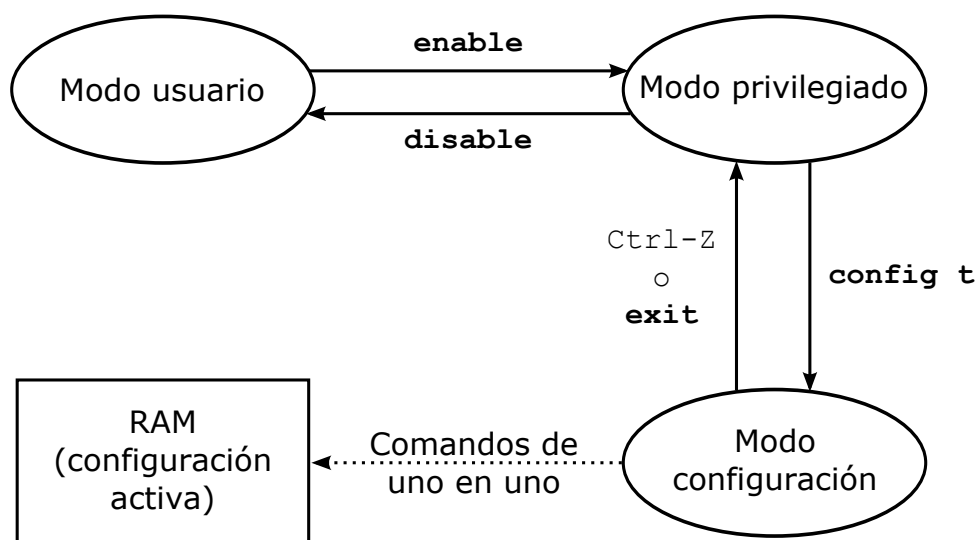 enable
Modo usuario
Modo privilegiado
disable
Ctrl-Z
o
exit
config t
RAM
(configuración
activa)
Comandos de
uno en uno
Modo
configuración